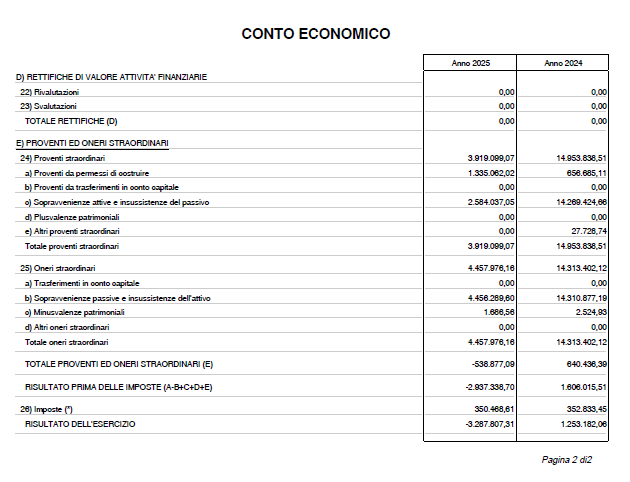 CONTO ECONOMICO
Anno 2025 Anno 2024
D) RETTIFICHE DI VALORE ATTIVITA' FINANZIARIE
22) Rivalutazioni 0,00 0,00
23) Svalutazioni 0,00 0,00
TOTALE RETTIFICHE (D) 0,00 0,00
E) PROVENTI ED ONERI STRAORDINARI
24) Proventi straordinari 3.919.099,07 14.953.838,51
a) Proventi da permessi di costruire 1.335.062,02 656.685,11
b) Proventi da trasferimenti in conto capitale 0,00 0,00
c) Sopravvenienze attive e insussistenze del passivo 2.584.037,05 14.269.424,66
d) Plusvalenze patrimoniali 0,00 0,00
e) Altri proventi straordinari 0,00 27.728,74
Totale proventi straordinari 3.919.099,07 14.953.838,51
25) Oneri straordinari 4.457.976,16 14.313.402,12
a) Trasferimenti in conto capitale 0,00 0,00
b) Sopravvenienze passive e insussistenze dell'attivo 4.456.289,60 14.310.877,19
c) Minusvalenze patrimoniali 1.686,56 2.524,93
d) Altri oneri straordinari 0,00 0,00
Totale oneri straordinari 4.457.976,16 14.313.402,12
TOTALE PROVENTI ED ONERI STRAORDINARI (E) -538.877,09 640.436,39
RISULTATO PRIMA DELLE IMPOSTE (A-B+C+D+E) -2.937.338,70 1.606.015,51
26) Imposte (*) 350.468,61 352.833,45
RISULTATO DELL'ESERCIZIO -3.287.807,31 1.253.182,06
Pagina 2 di2